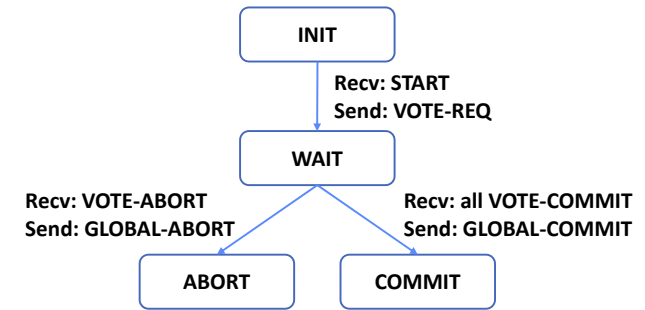 INIT
Recv: START
Send: VOTE-REQ
WAIT
Recv: VOTE-ABORT
Send: GLOBAL-ABORT
Recv: all VOTE-COMMIT
Send: GLOBAL-COMMIT
ABORT
COMMIT